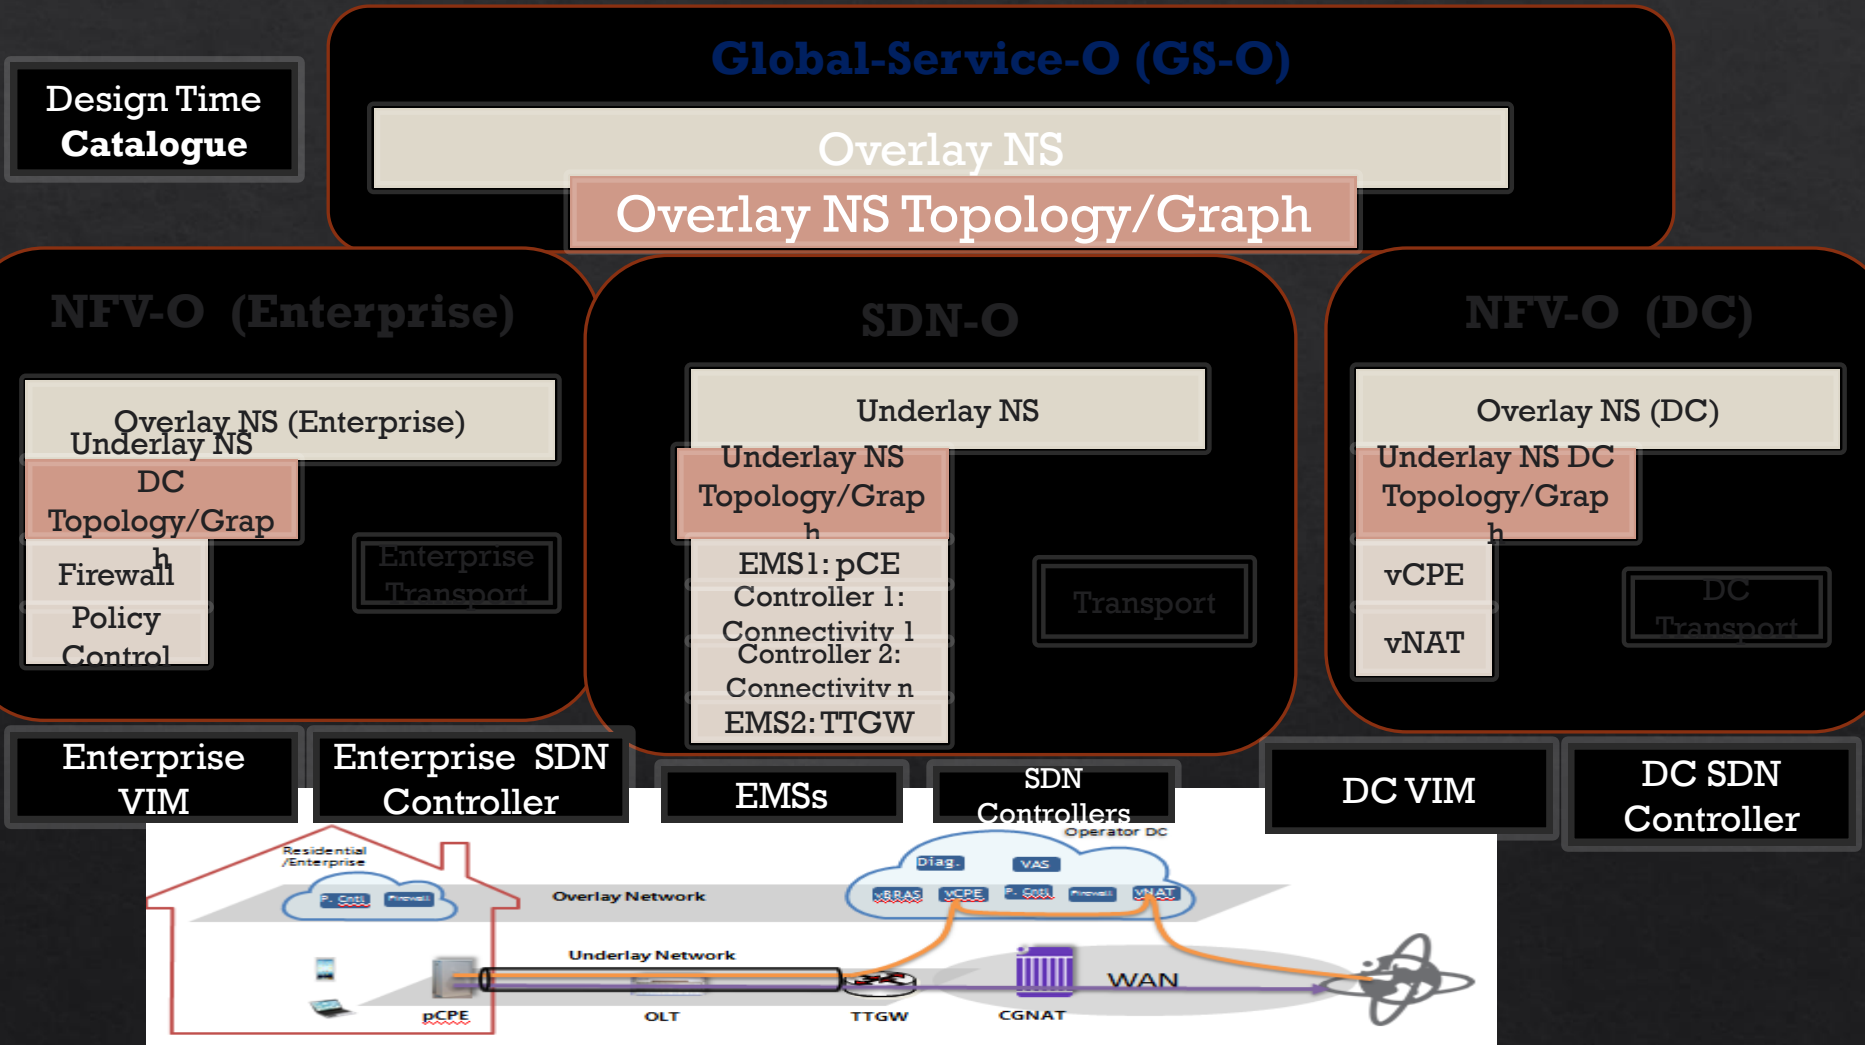 Global-Service-O (GS-O)
Design Time
Catalogue
Overlay NS
Overlay NS Topology/Graph
NFV-O (Enterprise)
Overlay NS (Enterprise)
Underlay NS
DC
Topology/Grap
h
Firewall
Policy
Control
Enterprise
Transport
SDN-O
Underlay NS
Underlay NS
Topology/Grap
h
EMS1: pCE
Controller 1:
Connectivity 1
Controller 2:
Connectivity n
EMS2: TTGW
Transport
NFV-O (DC)
Overlay NS (DC)
Underlay NS DC
Topology/Grap
h
vCPE
vNAT
DC
Transport
Enterprise
VIM
Enterprise SDN
Controller
EMSs
SDN
Controllers
DC VIM
DC SDN
Controller
Residential
/Enterprise
P. Cntl
Firewall
Overlay Network
Operator DC
Diag.
VAS
vBRAS
vCPE
P. Cntl
Firewall
vNAT
Underlay Network
WAN
pCPE
OLT
TTGW
CGNAT